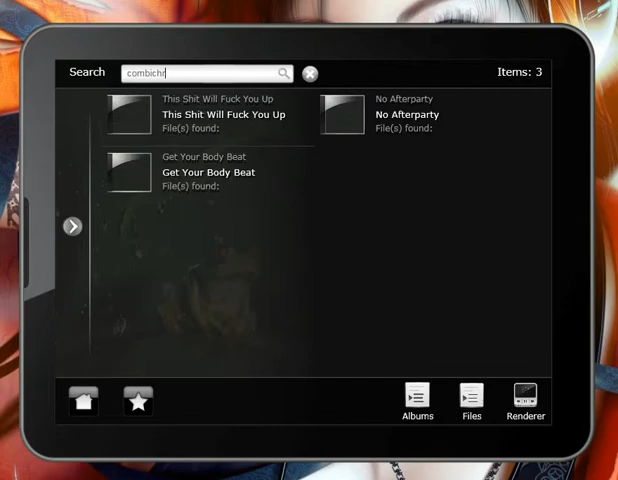 Search
combichr
Items: 3
This Shit Will Fuck You Up
This Shit Will Fuck You Up
File(s) found:
No Afterparty
No Afterparty
File(s) found:
Get Your Body Beat
Get Your Body Beat
File(s) found:
Albums
Files
Renderer